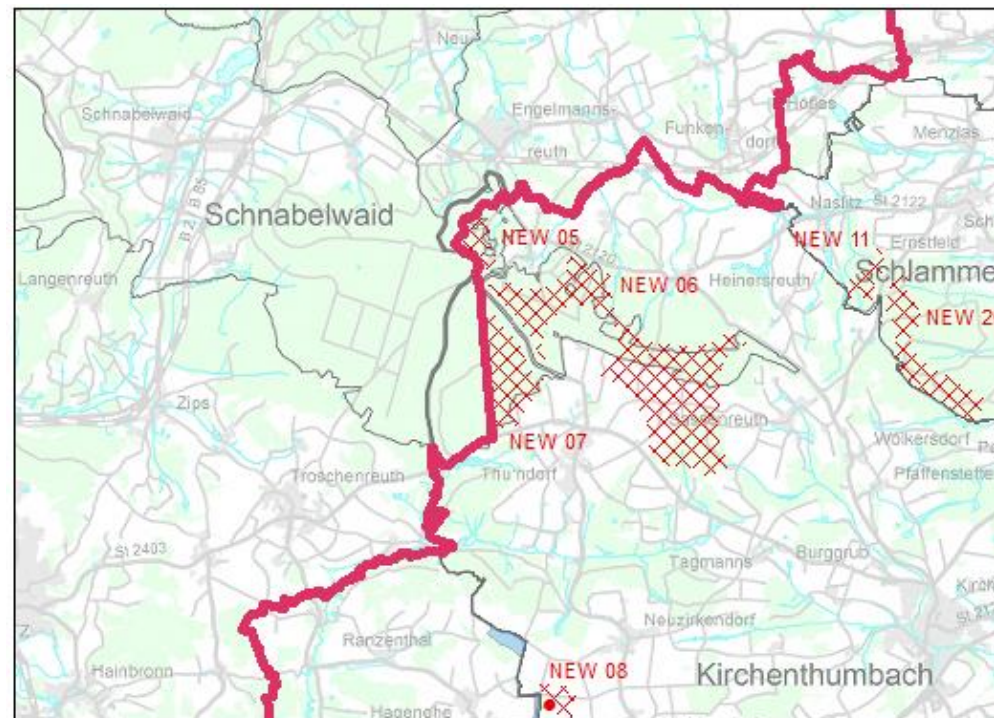 Neu-
Schnabelwaid
Engelmanns-
reuth
Funken-
dorf
Höfles
Menzlas
B 2, B 85
Schnabelwaid
Naslitz
St 2122
NEW 05
NEW 11
Ernstfeld
Langenreuth
NEW 06
Heinersreuth
Schlamme
NEW 2
Zips
NEW 07
Sassenreuth
Wolkersdorf
Troschenreuth
Thurndorf
Pfaffenstette
St 2403
Burggrub
Tagmanns
Neuzirkendorf
Ranzenthal
Hainbronn
NEW 08
Kirchenthumbach